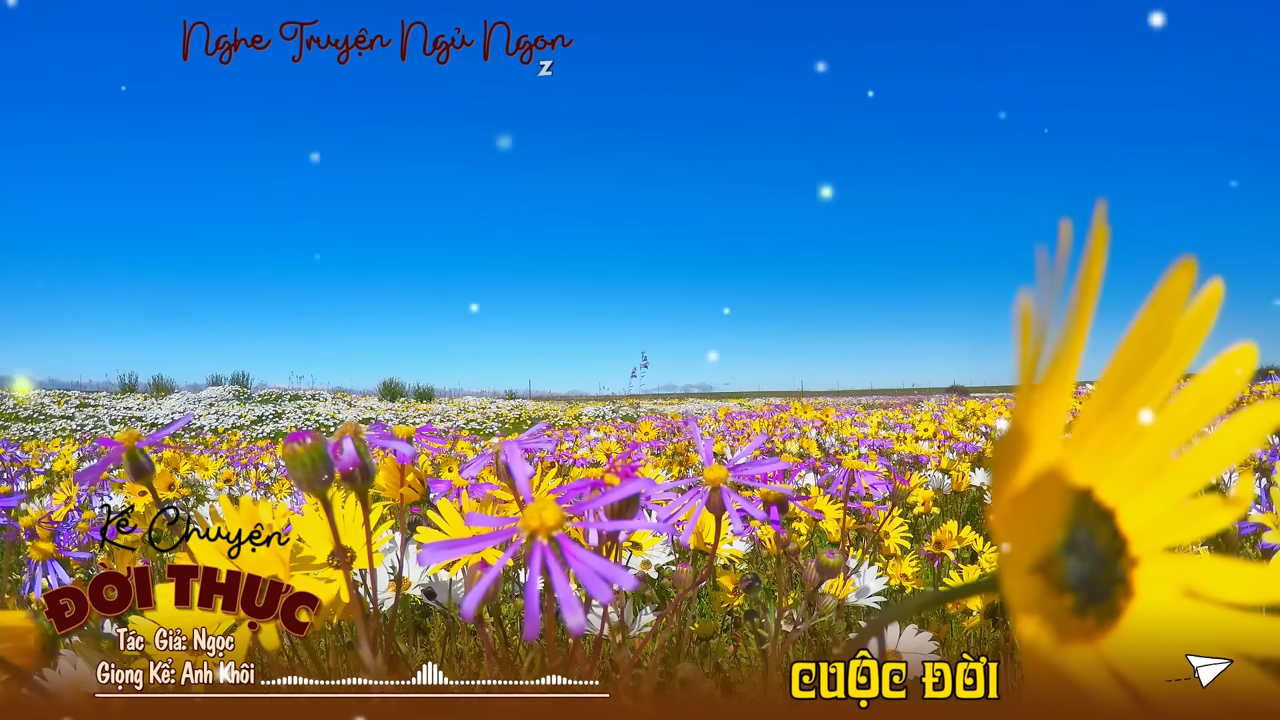 Nghe Truyện Ngủ Ngon
z
Kể Chuyện
ĐỜI THỰC
Tác Giả: Ngọc
Giọng Kể: Anh Khôi
CUỘC ĐỜI